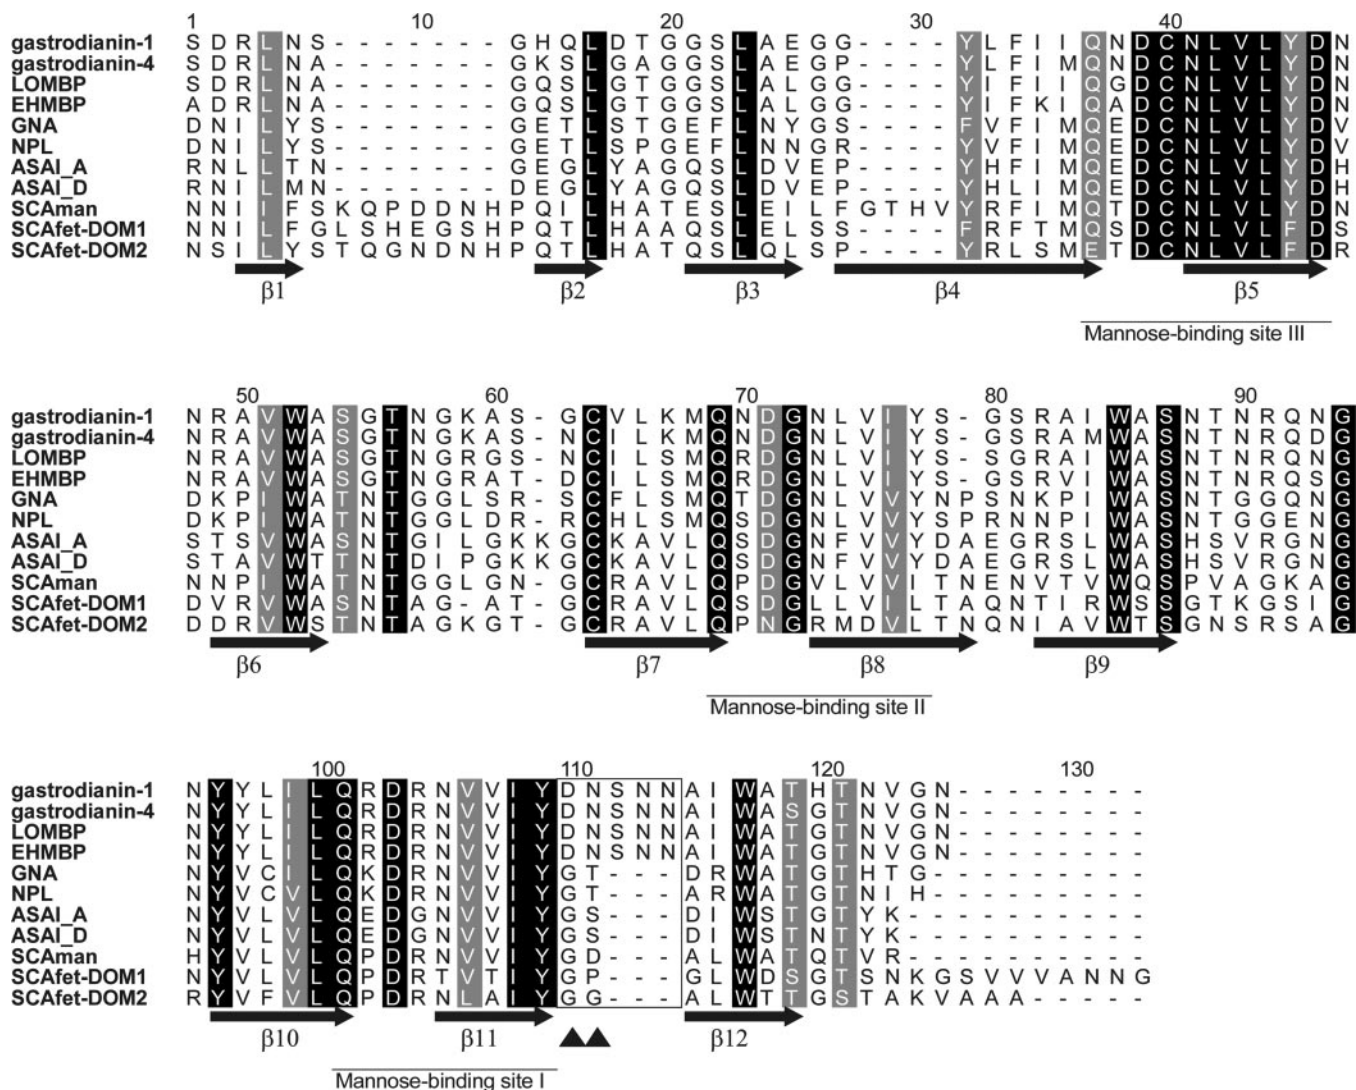 1 10 20 30 40
gastrodianin-1 S D R L N S - - - - - - - G H Q L D T G G S L A E G G - - - - Y L F I I Q N D C N L V L Y D N
gastrodianin-4 S D R L N A - - - - - - - G K S L G A G G S L A E G P - - - - Y L F I M Q N D C N L V L Y D N
LOMBP S D R L N A - - - - - - - G Q S L G T G G S L A L G G - - - - Y I F I I Q G D C N L V L Y D N
EHMBP A D R L N A - - - - - - - G Q S L G T G G S L A L G G - - - - Y I F K I Q A D C N L V L Y D N
GNA D N I L Y S - - - - - - - G E T L S T G E F L N Y G S - - - - F V F I M Q E D C N L V L Y D V
NPL D N I L Y S - - - - - - - G E T L S P G E F L N N G R - - - - Y V F I M Q E D C N L V L Y D V
ASAI_A R N L L T N - - - - - - - G E G L Y A G Q S L D V E P - - - - Y H F I M Q E D C N L V L Y D H
ASAI_D R N I L M N - - - - - - - D E G L Y A G Q S L D V E P - - - - Y H L I M Q E D C N L V L Y D H
SCAman N N I I F S K Q P D D N H P Q I L H A T E S L E I L F G T H V Y R F I M Q T D C N L V L Y D N
SCAfet-DOM1 N N I L F G L S H E G S H P Q T L H A A Q S L E L S S - - - - F R F T M Q S D C N L V L F D S
SCAfet-DOM2 N S I L Y S T Q G N D N H P Q T L H A T Q S L Q L S P - - - - Y R L S M E T D C N L V L F D R
β1 β2 β3 β4 β5
Mannose-binding site III
50 60 70 80 90
gastrodianin-1 N R A V W A S G T N G K A S - G C V L K M Q N D G N L V I Y S - G S R A I W A S N T N R Q N G
gastrodianin-4 N R A V W A S G T N G K A S - N C I L K M Q N D G N L V I Y S - G S R A M W A S N T N R Q D G
LOMBP N R A V W A S G T N G R G S - N C I L S M Q R D G N L V I Y S - S G R A I W A S N T N R Q N G
EHMBP N R A V W A S G T N G R A T - D C I L S M Q R D G N L V I Y S - G S R V I W A S N T N R Q S G
GNA D K P I W A T N T G G L S R - S C F L S M Q T D G N L V V Y N P S N K P I W A S N T G G Q N G
NPL D K P I W A T N T G G L D R - R C H L S M Q S D G N L V V Y S P R N N P I W A S N T G G E N G
ASAI_A S T S V W A S N T G I L G K K G C K A V L Q S D G N F V V Y D A E G R S L W A S H S V R G N G
ASAI_D S T A V W T T N T D I P G K K G C K A V L Q S D G N F V V Y D A E G R S L W A S H S V R G N G
SCAman N N P I W A T N T G G L G N - G C R A V L Q P D G V L V V I T N E N V T V W Q S P V A G K A G
SCAfet-DOM1 D V R V W A S N T A G - A T - G C R A V L Q S D G L L V I L T A Q N T I R W S S G T K G S I G
SCAfet-DOM2 D D R V W S T N T A G K G T - G C R A V L Q P N G R M D V L T N Q N I A V W T S G N S R S A G
β6 β7 β8 β9
Mannose-binding site II
100 110 120 130
gastrodianin-1 N Y Y L I L Q R D R N V V I Y D N S N N A I W A T H T N V G N - - - - - - - -
gastrodianin-4 N Y Y L I L Q R D R N V V I Y D N S N N A I W A S G T N V G N - - - - - - - -
LOMBP N Y Y L I L Q R D R N V V I Y D N S N N A I W A T G T N V G N - - - - - - - -
EHMBP N Y Y L I L Q R D R N V V I Y D N S N N A I W A T G T N V G N - - - - - - - -
GNA N Y V C I L Q K D R N V V I Y G T - - - D R W A T G T H T G - - - - - - - - -
NPL N Y V C V L Q K D R N V V I Y G T - - - A R W A T G T N I H - - - - - - - - -
ASAI_A N Y V L V L Q E D G N V V I Y G S - - - D I W S T G T Y K - - - - - - - - - -
ASAI_D N Y V L V L Q E D G N V V I Y G S - - - D I W S T N T Y K - - - - - - - - - -
SCAman H Y V L V L Q P D R N V V I Y G D - - - A L W A T Q T V R - - - - - - - - - -
SCAfet-DOM1 N Y V L V L Q P D R T V T I Y G P - - - G L W D S G T S N K G S V V V A N N G
SCAfet-DOM2 R Y V F V L Q P D R N L A I Y G G - - - A L W T T G S T A K V A A A - - - - -
β10 β11 β12
Mannose-binding site I